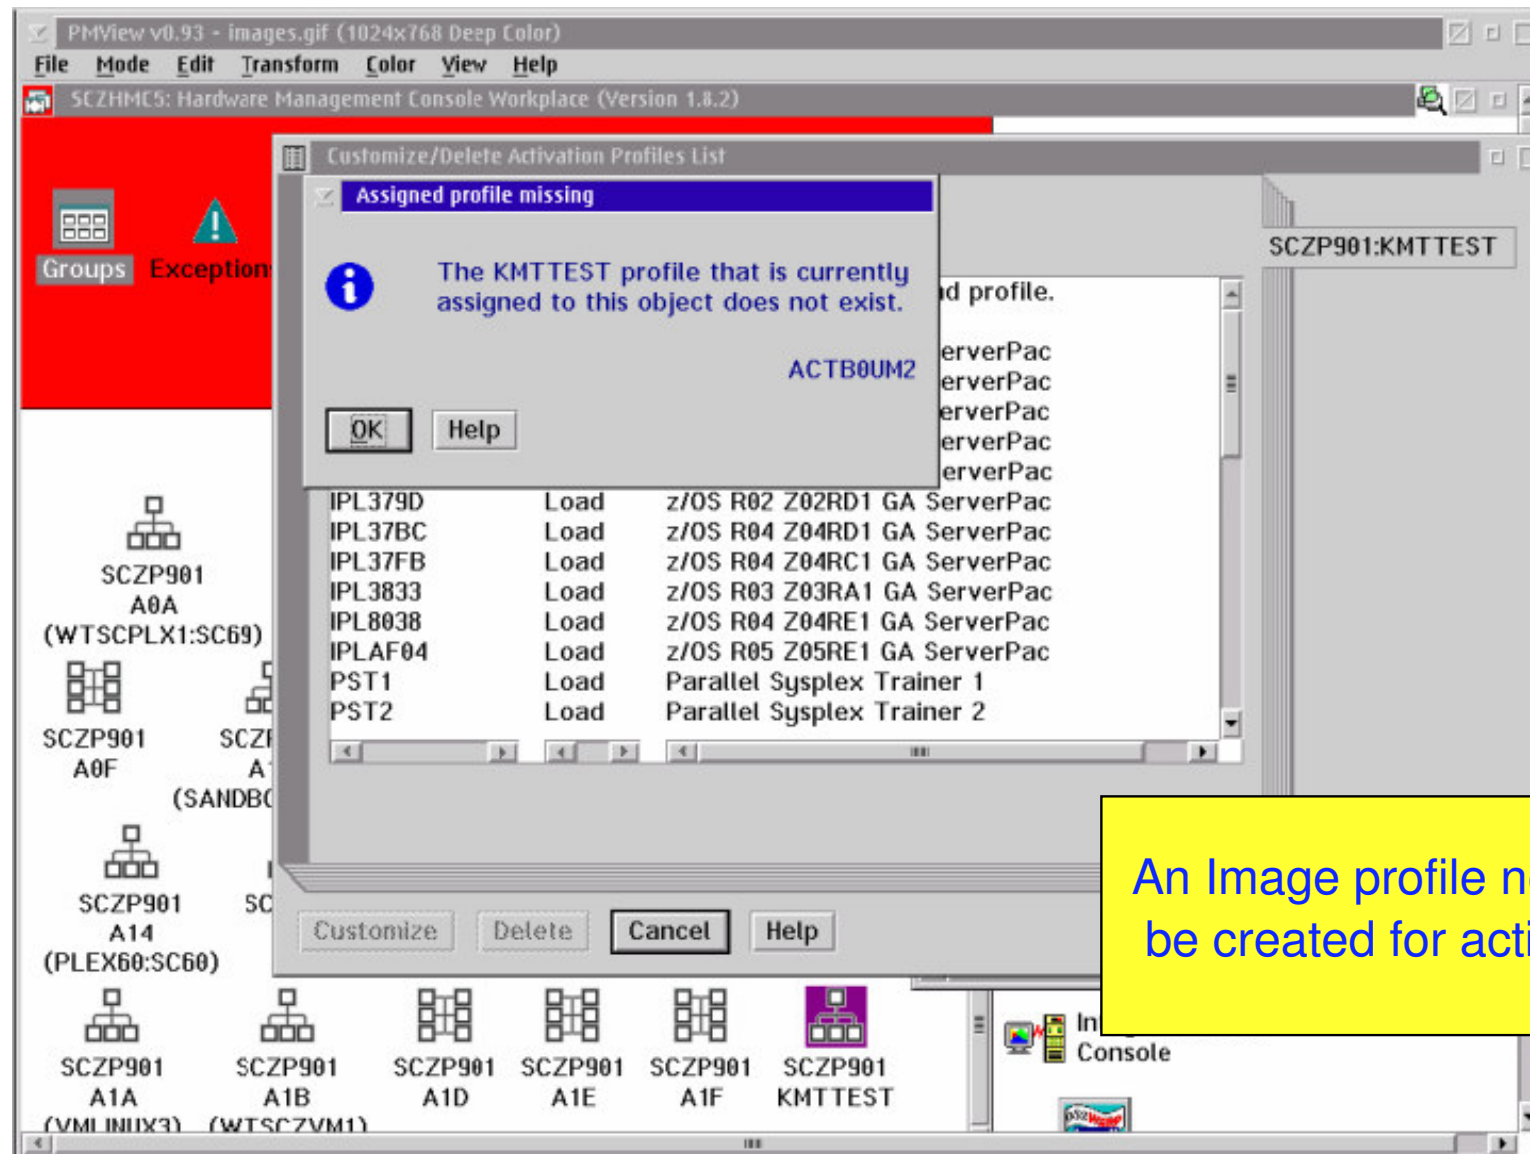 PMView v0.93 - images.gif (1024x768 Deep Color)
File Mode Edit Transform Color View Help
SCZHMC5: Hardware Management Console Workplace (Version 1.8.2)
Customize/Delete Activation Profiles List
Assigned profile missing
The KMTTEST profile that is currently
assigned to this object does not exist.
ACTB0UM2
OK Help
Groups
SCZP901:KMTTEST
profile.
IPL379D Load z/OS R02 Z02RD1 GA ServerPac
IPL37BC Load z/OS R04 Z04RD1 GA ServerPac
IPL37FB Load z/OS R04 Z04RC1 GA ServerPac
IPL3833 Load z/OS R03 Z03RA1 GA ServerPac
IPL8038 Load z/OS R04 Z04RE1 GA ServerPac
IPLAF04 Load z/OS R05 Z05RE1 GA ServerPac
PST1 Load Parallel Sysplex Trainer 1
PST2 Load Parallel Sysplex Trainer 2
Customize Delete Cancel Help
SCZP901
A0A
(WTSCPLX1:SC69)
SCZP901
A0F
SCZP901
A14
(PLEX60:SC60)
SCZP901
A1A
(VMLINUX3)
SCZP901
A1B
(WTSCZVM1)
SCZP901
A1D
SCZP901
A1E
SCZP901
A1F
SCZP901
KMTTEST
An Image profile
be created for
Console